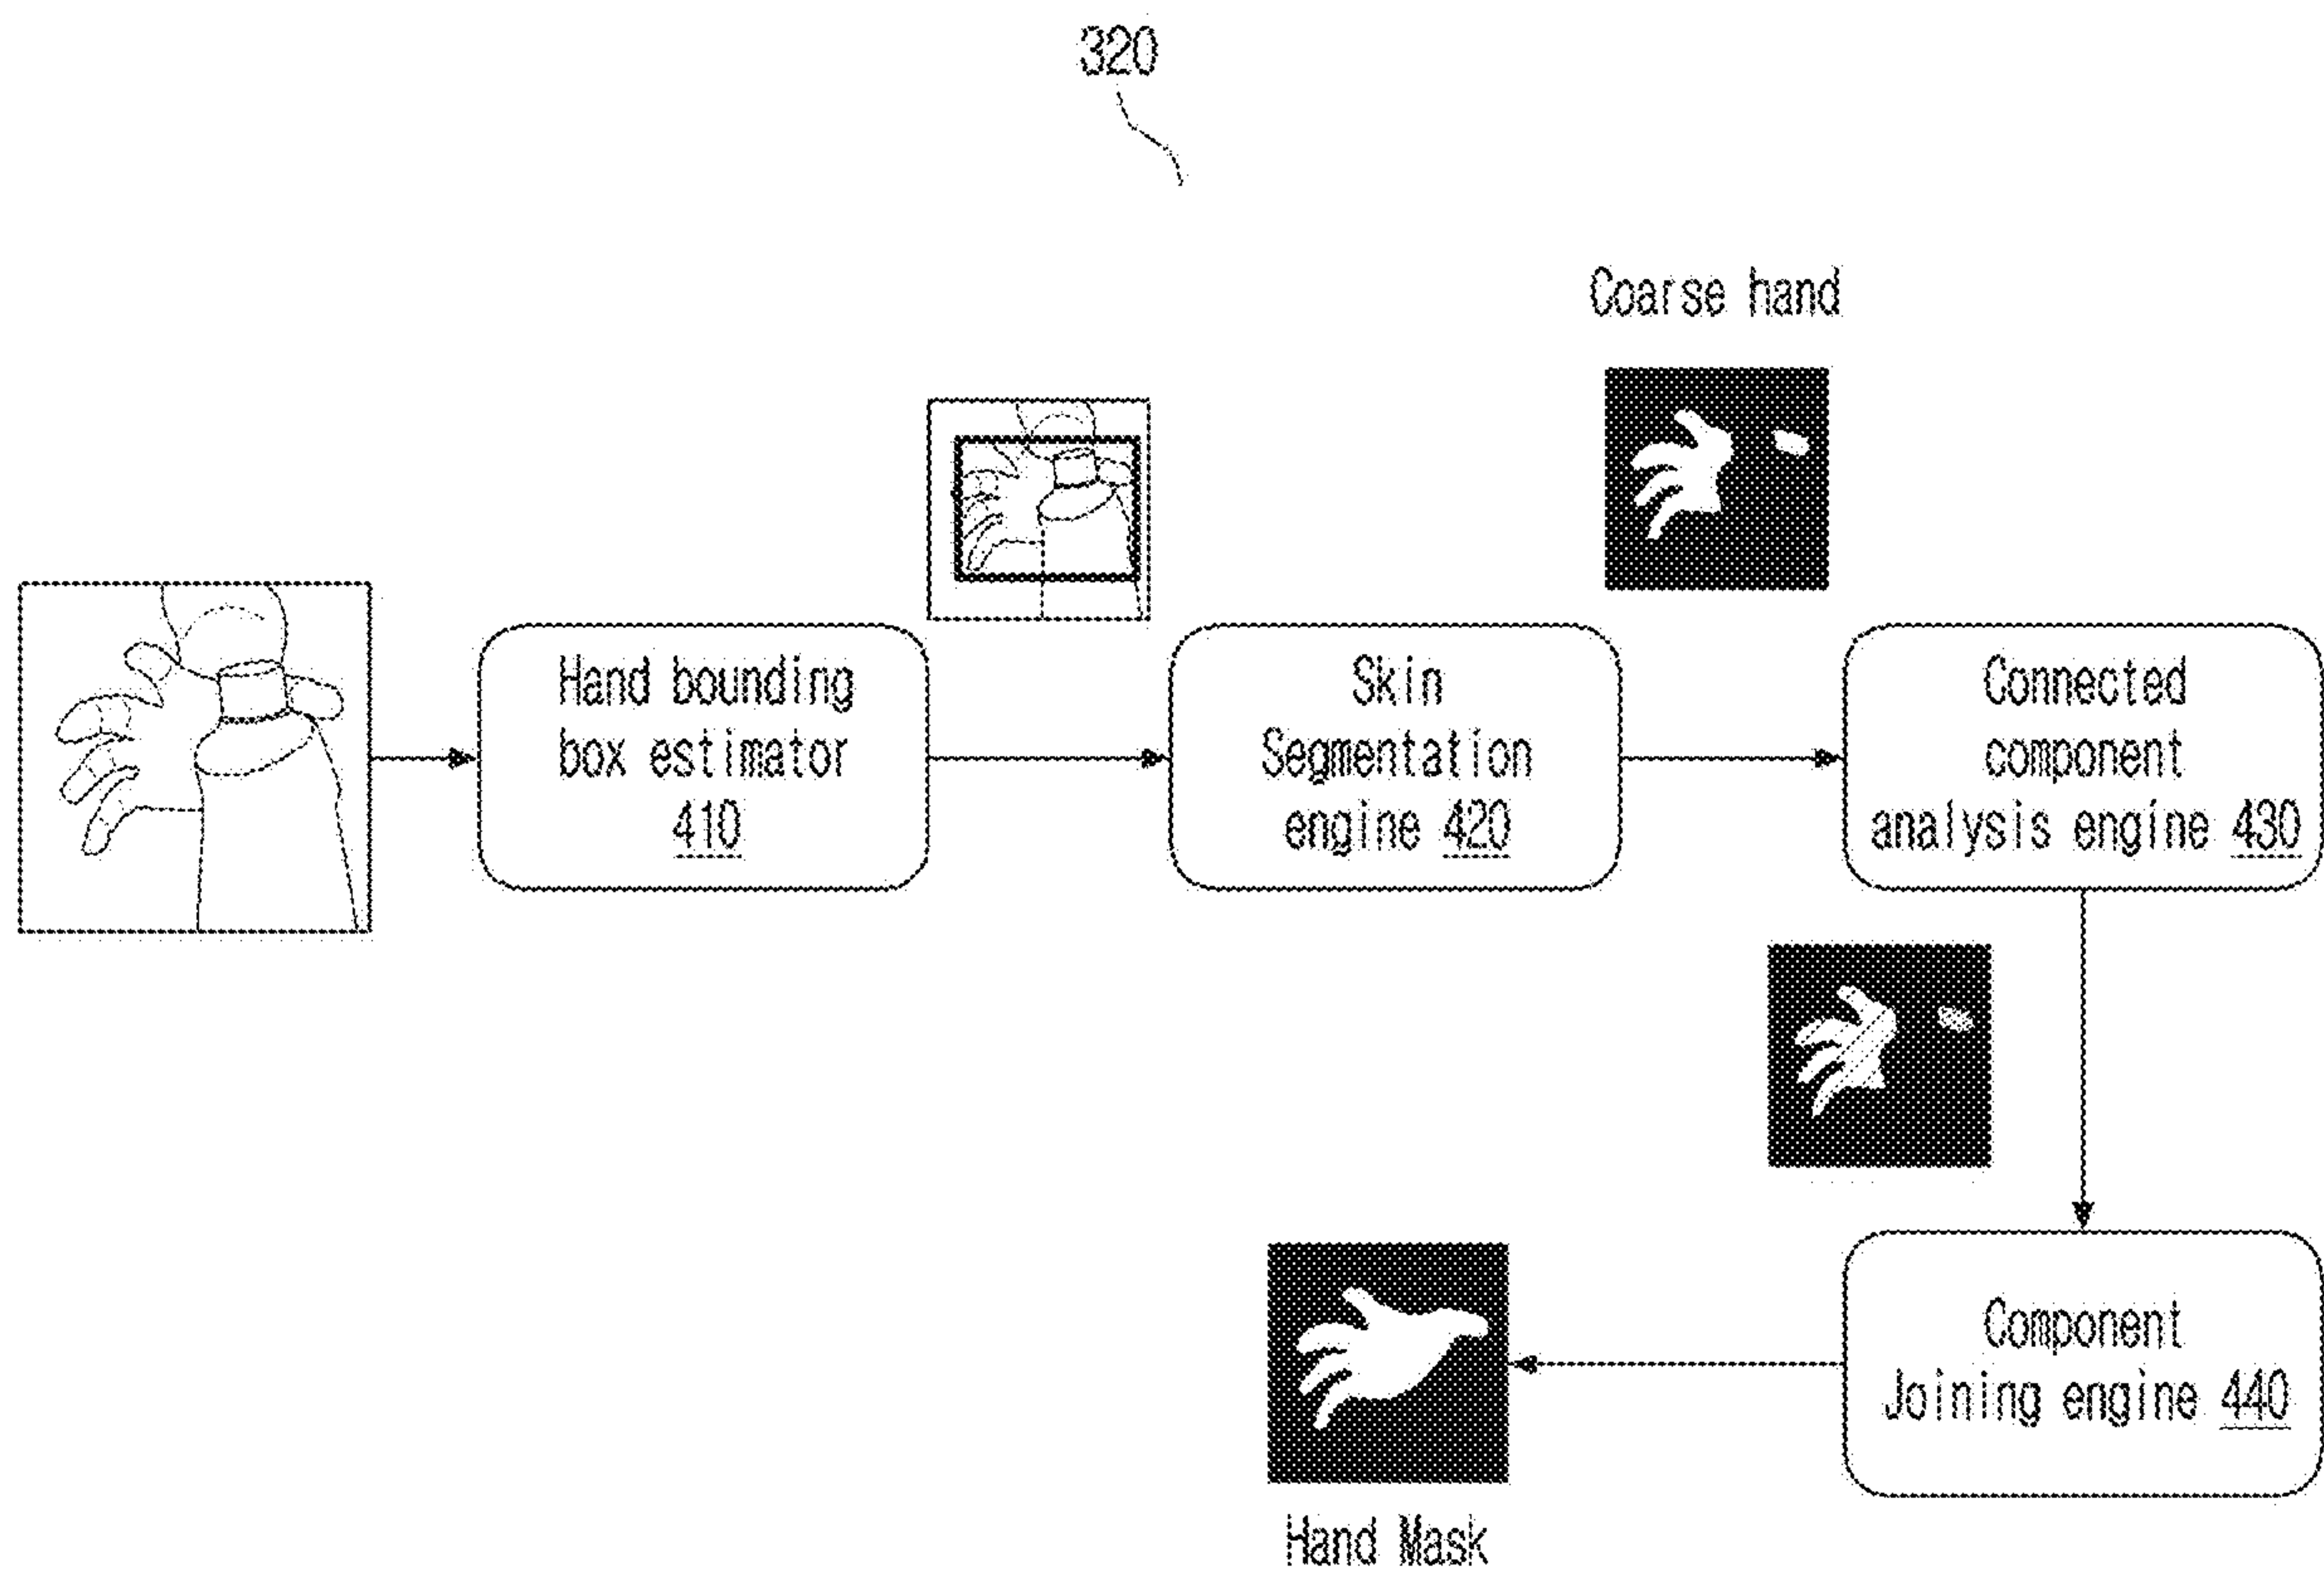 320
Coarse hand
Hand bounding
box estimator
410
Skin
Segmentation
engine 420
Connected
component
analysis engine 430
Component
Joining engine 440
Hand Mask